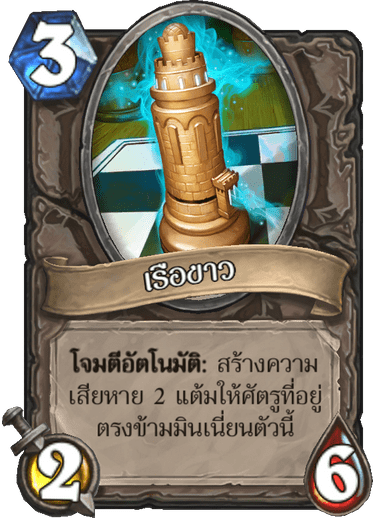 3
เรือขาว
โจมตีอัตโนมัติ: สร้างความ
เสียหาย 2 แต้มให้ศัตรูที่อยู่
ตรงข้ามมินเนี่ยนตัวนี้
2
6